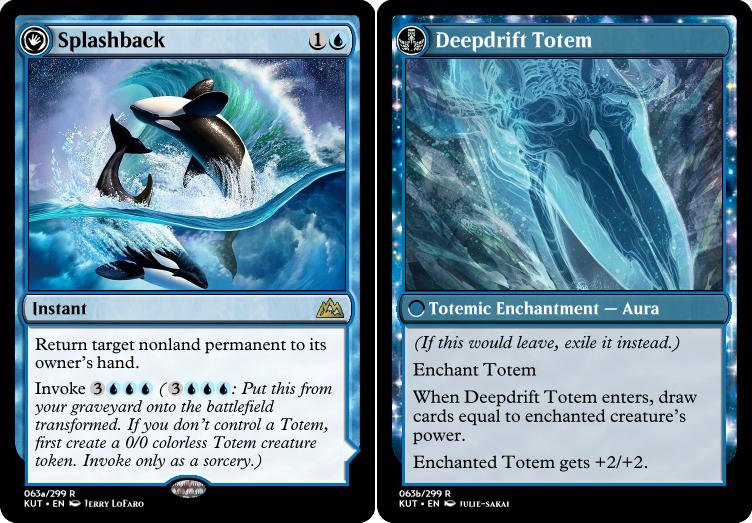 Splashback 1
Instant
Return target nonland permanent to its
owner's hand.
Invoke 3 (3 : Put this from
your graveyard onto the battlefield
transformed. If you don't control a Totem,
first create a 0/0 colorless Totem creature
token. Invoke only as a sorcery.)
063a/299 R
KUT • EN Jerry LoFaro
Deepdrift Totem
Totemic Enchantment — Aura
(If this would leave, exile it instead.)
Enchant Totem
When Deepdrift Totem enters, draw
cards equal to enchanted creature's
power.
Enchanted Totem gets +2/+2.
063b/299 R
KUT • EN julie-sakai